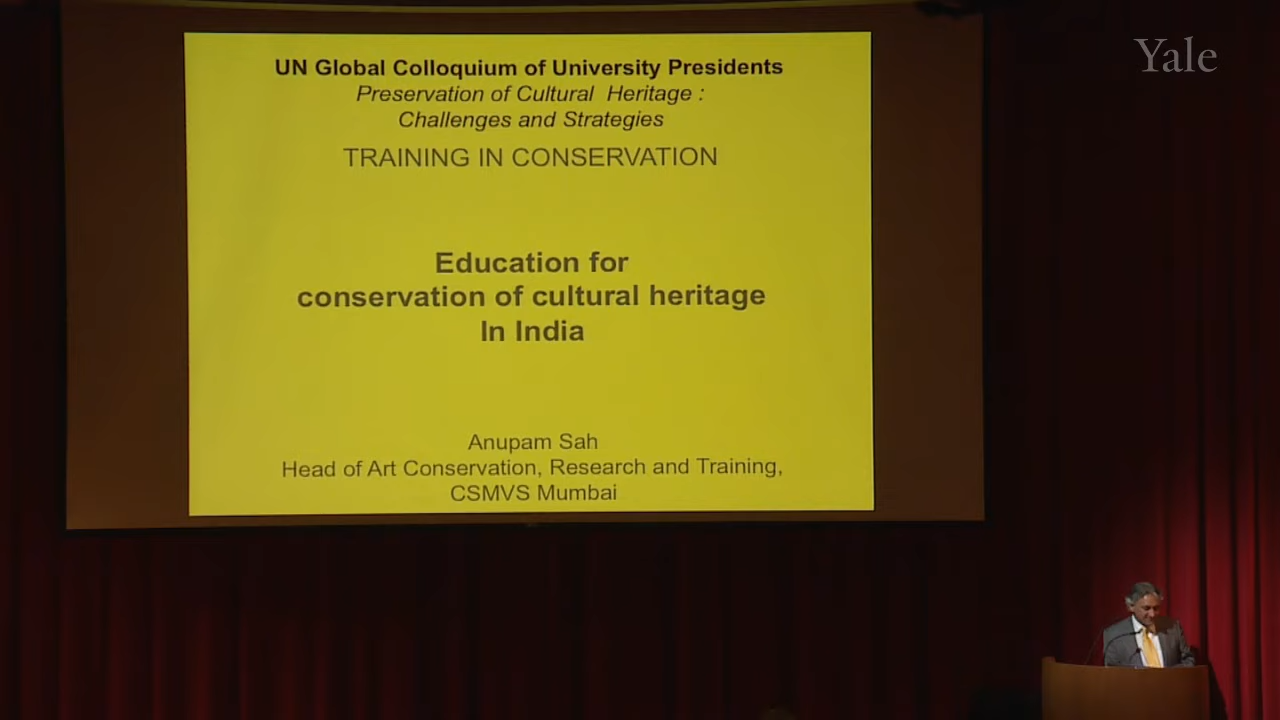 UN Global Colloquium of University Presidents
Preservation of Cultural Heritage :
Challenges and Strategies
TRAINING IN CONSERVATION
Education for
conservation of cultural heritage
In India
Anupam Sah
Head of Art Conservation, Research and Training,
CSMVS Mumbai
Yale